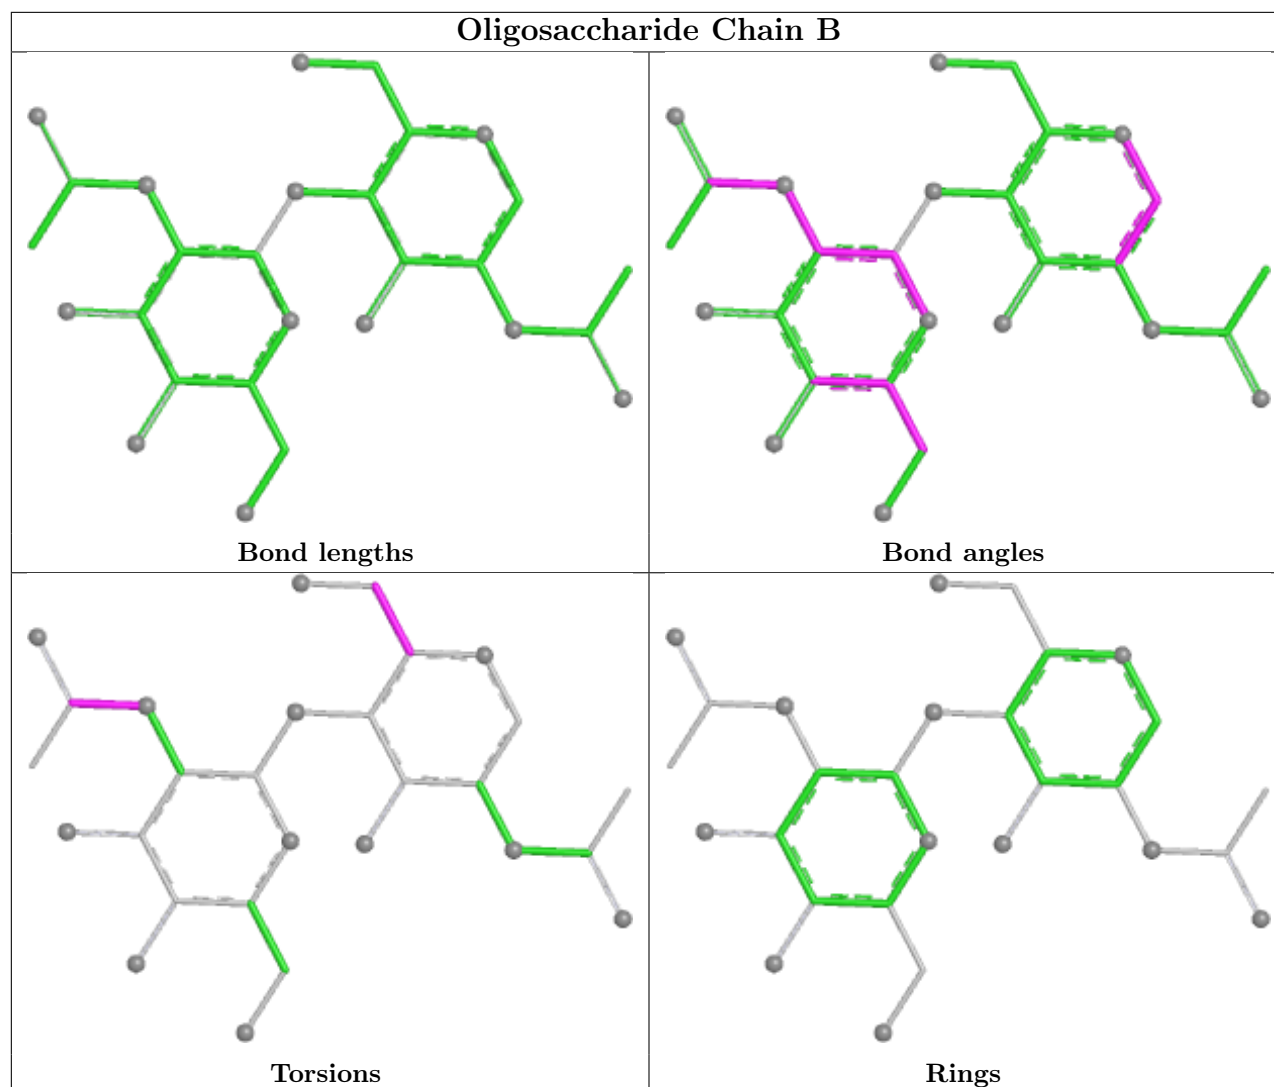 Oligosaccharide Chain B
Bond lengths
Bond angles
Torsions
Rings